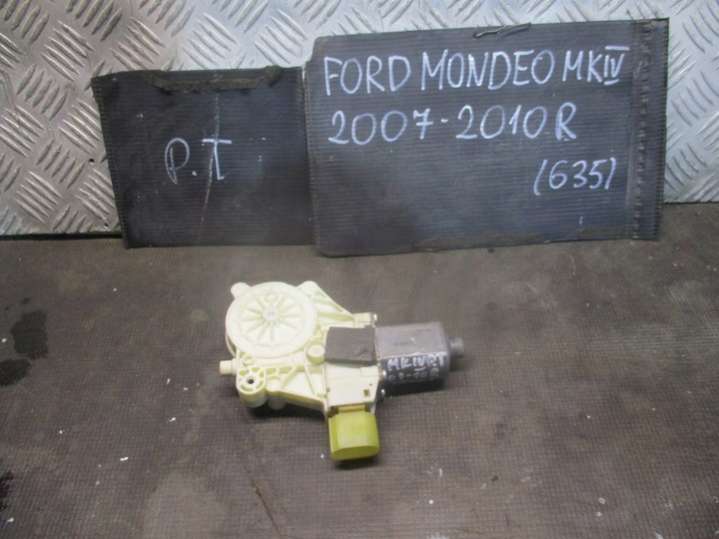 P.T
FORD MONDEO MKIV
2007-2010R
(635)